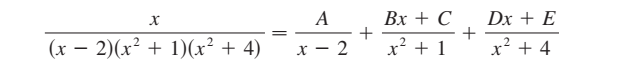 x / ((x − 2)(x² + 1)(x² + 4)) = A / (x − 2) + (Bx + C) / (x² + 1) + (Dx + E) / (x² + 4)